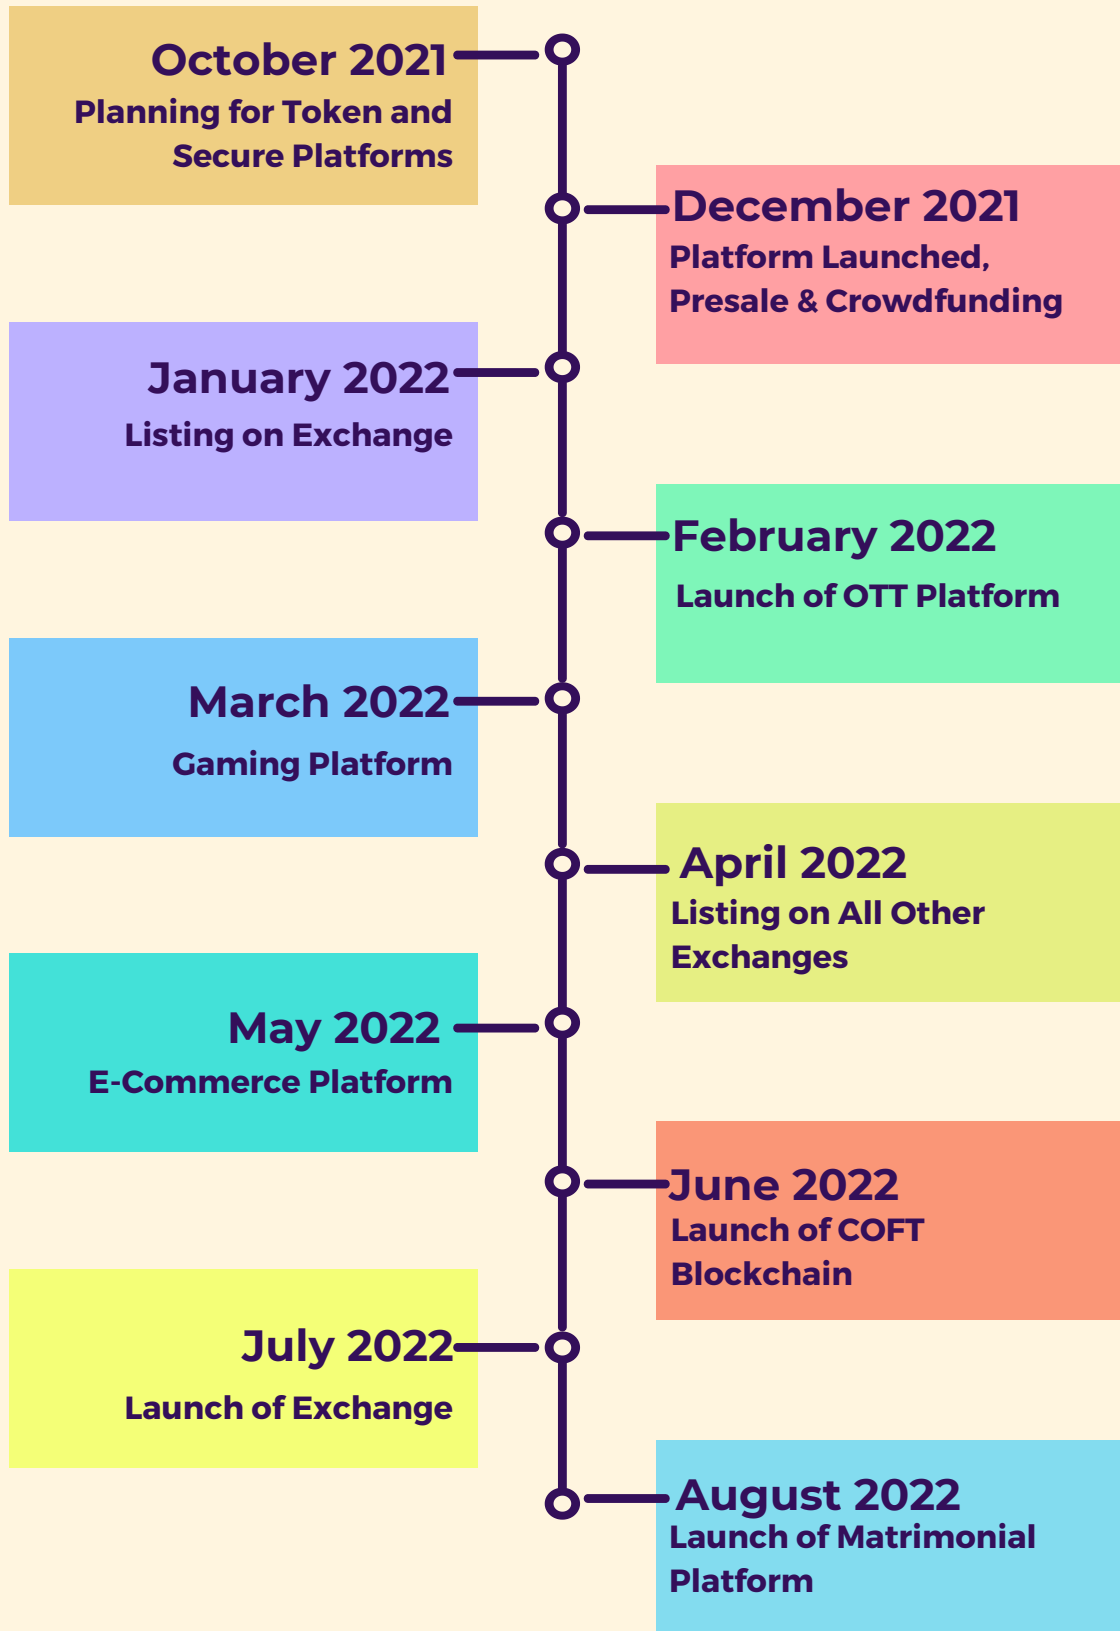 October 2021
Planning for Token and
Secure Platforms
December 2021
Platform Launched,
Presale & Crowdfunding
January 2022
Listing on Exchange
February 2022
Launch of OTT Platform
March 2022
Gaming Platform
April 2022
Listing on All Other
Exchanges
May 2022
E-Commerce Platform
June 2022
Launch of COFT
Blockchain
July 2022
Launch of Exchange
August 2022
Launch of Matrimonial
Platform